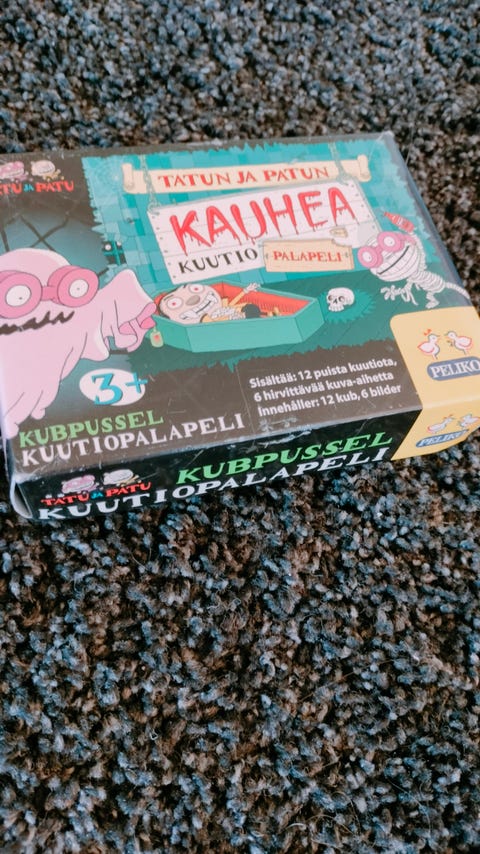 TATU JA PATU
TATUN JA PATUN
KAUHEA
KUUTIO PALAPELI
3+
Sisältää: 12 puista kuutiota,
6 hirvittävää kuva-aihetta
Innehåller: 12 kub, 6 bilder
PELIKO
KUBPUSSEL
KUUTIOPALAPELI
TATU JA PATU
KUBPUSSEL
KUUTIOPALAPELI
PELIKO